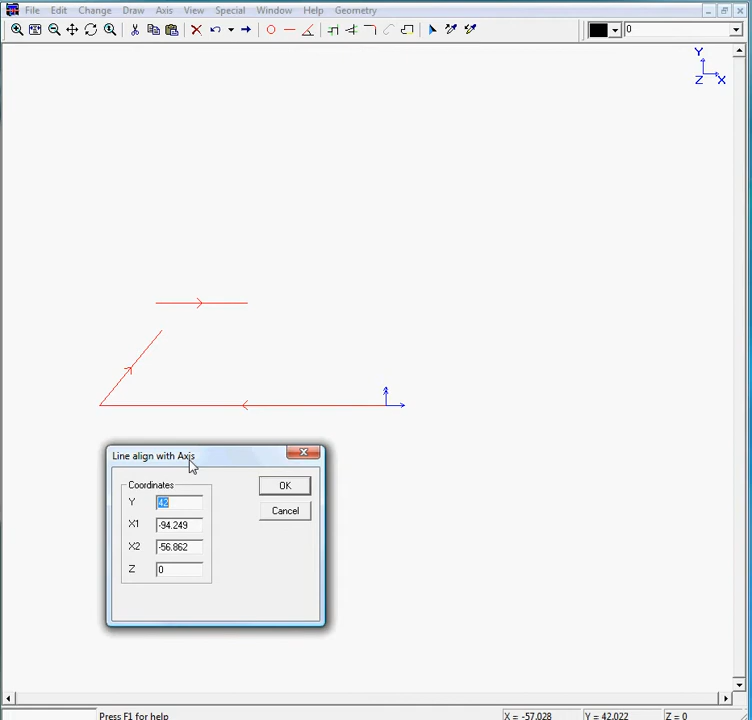 File Edit Change Draw Axis View Special Window Help Geometry
0
Y
Z X
Line align with Axis
Coordinates
Y 42
X1 -94.249
X2 -56.862
Z 0
OK
Cancel
Press F1 for help X = -57.028 Y = 42.022 Z = 0